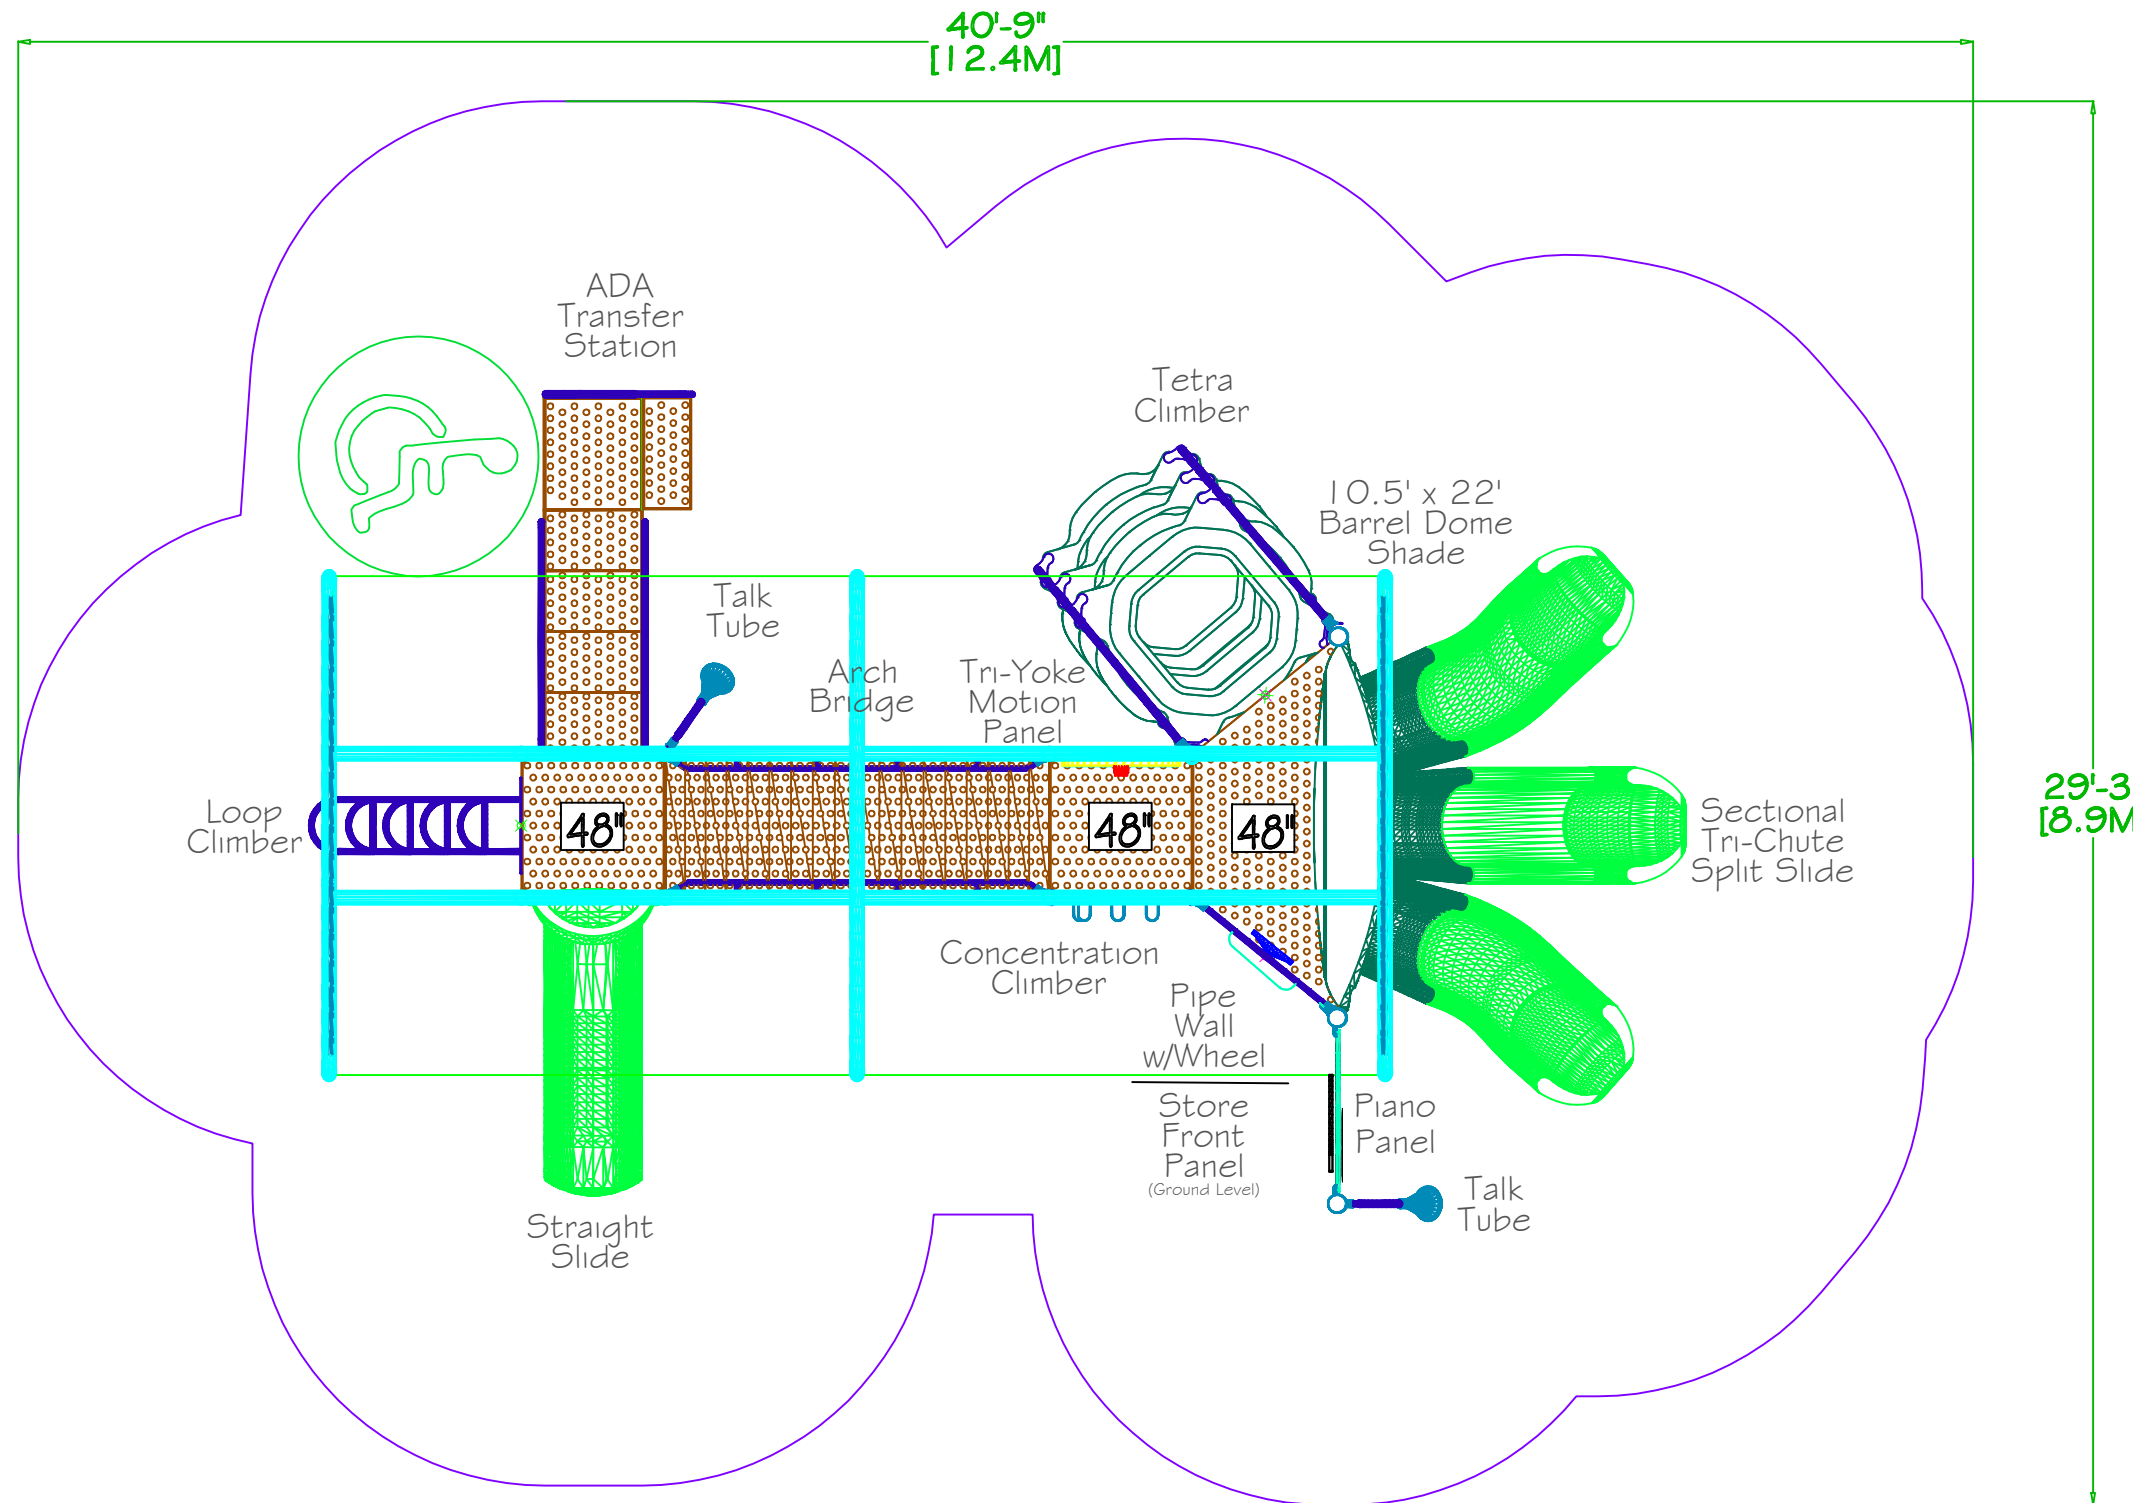 40'-9"
[12.4M]
ADA
Transfer
Station
Tetra
Climber
10.5' x 22'
Barrel Dome
Shade
Talk
Tube
Arch
Bridge
Tri-Yoke
Motion
Panel
29'-3
[8.9M
Loop
Climber
48"
48"
48"
Sectional
Tri-Chute
Split Slide
Concentration
Climber
Pipe
Wall
w/Wheel
Store
Front
Panel
(Ground Level)
Piano
Panel
Talk
Tube
Straight
Slide